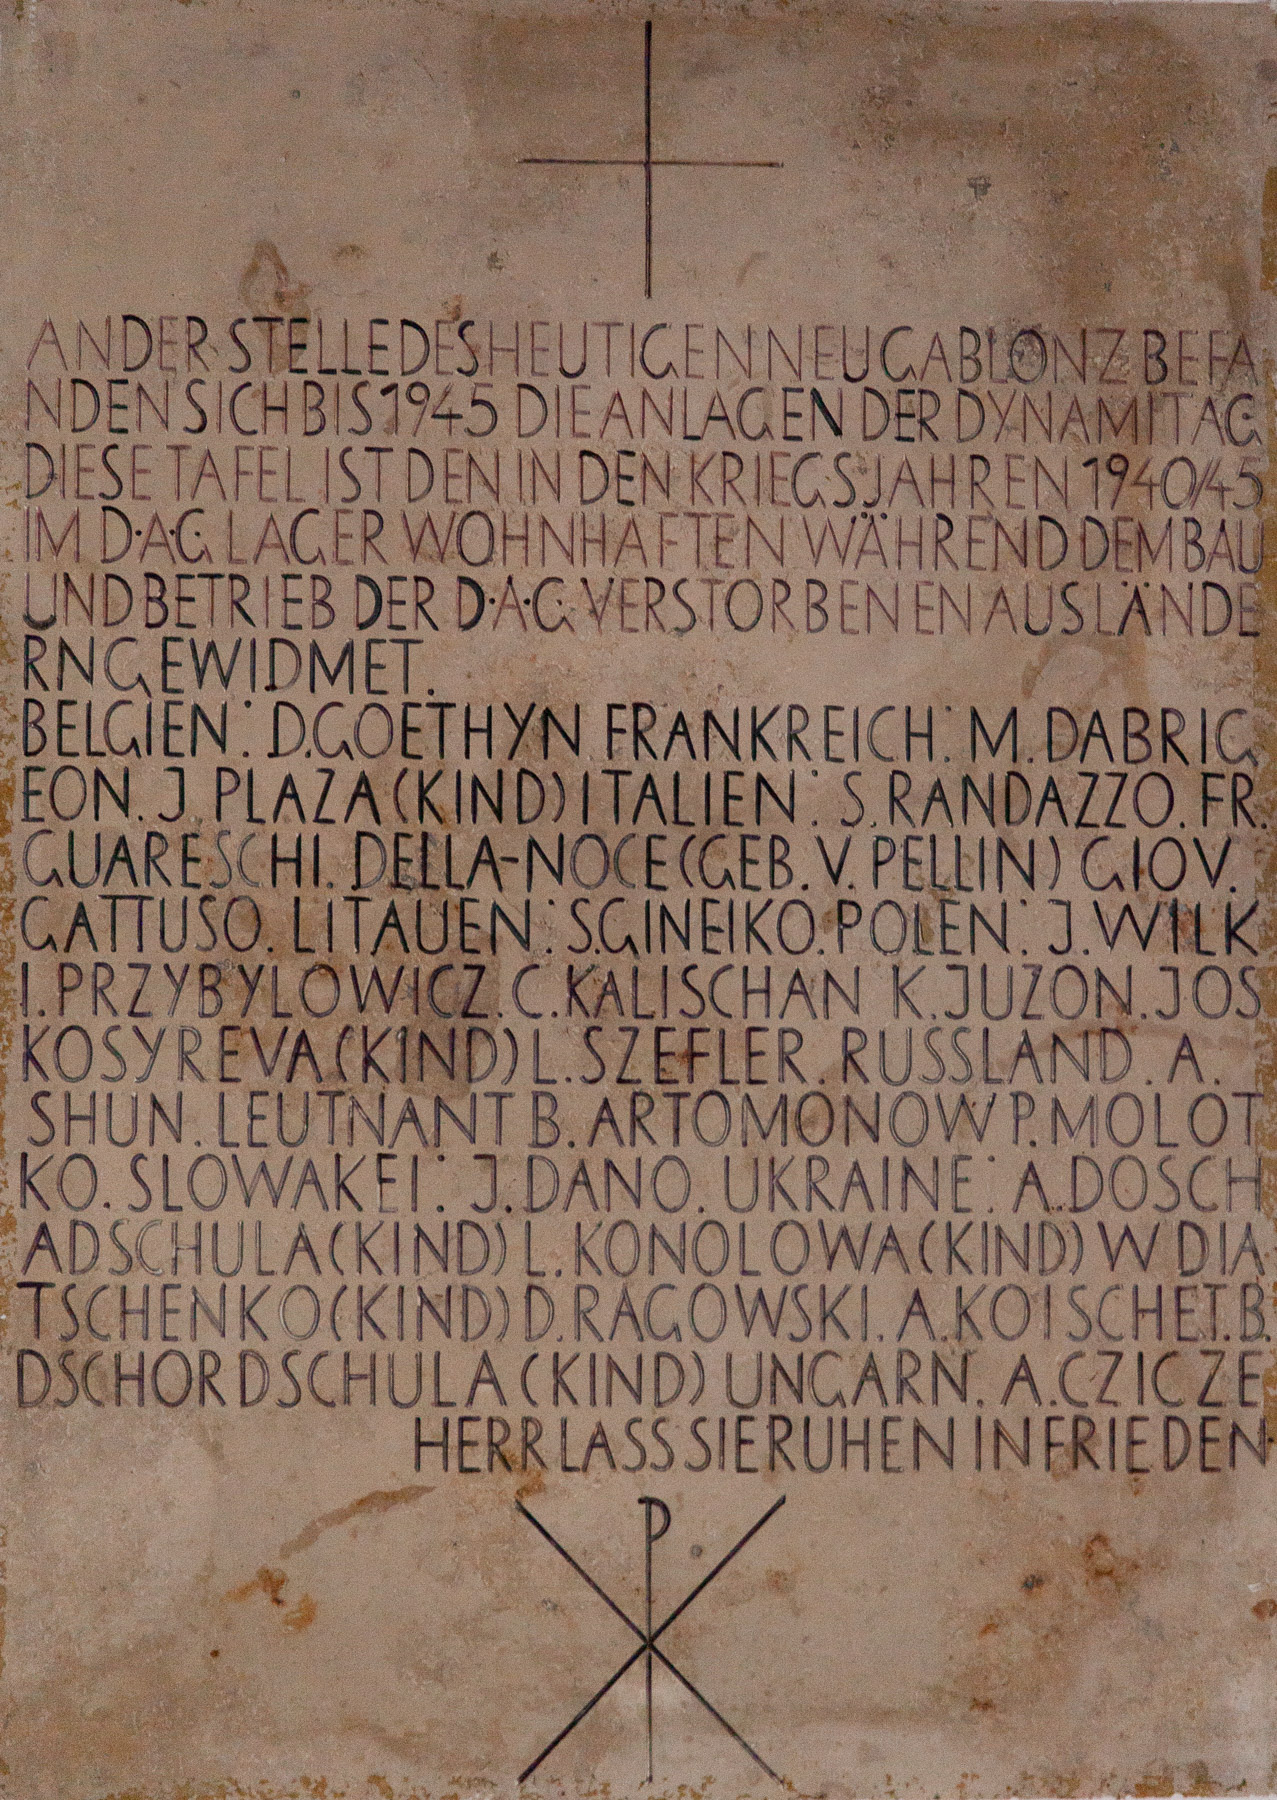 AN DER STELLE DES HEUTIGEN NEUGABLONZ BEFA
NDEN SICH BIS 1945 DIE ANLAGEN DER DYNAMIT AG.
DIESE TAFEL IST DEN IN DEN KRIEGSJAHREN 1940/45
IM D·A·G LAGER WOHNHAFTEN WÄHREND DEM BAU
UND BETRIEB DER D·A·G VERSTORBENEN AUSLÄNDE
RN GEWIDMET.
BELGIEN: D.GOETHYN FRANKREICH: M. DABRIG
EON. J. PLAZA (KIND) ITALIEN: S. RANDAZZO. FR.
GUARESCHI. DELLA-NOCE (GEB. V. PELLIN) GIOV.
GATTUSO. LITAUEN: S.GINEIKO. POLEN: J. WILK
I. PRZYBYLOWICZ. C. KALISCHAN K. JUZON. JOS
KOSYREVA (KIND) L. SZEFLER. RUSSLAND. A.
SHUN. LEUTNANT B. ARTOMONOW P. MOLOT
KO. SLOWAKEI: J. DANO. UKRAINE: A. DOSCH
ADSCHULA (KIND) L. KONOLOWA (KIND) W DIA
TSCHENKO (KIND) D. RAGOWSKI. A. KOISCHET. B.
DSCHORDSCHULA (KIND) UNGARN. A. CZICZE
HERR LASS SIE RUHEN IN FRIEDEN.
P